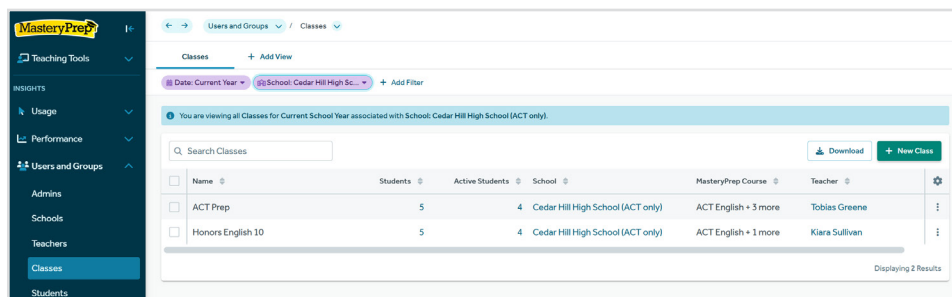 MasteryPrep
Users and Groups / Classes
Teaching Tools
Classes + Add View
INSIGHTS
Date: Current Year School: Cedar Hill High Sc... + Add Filter
Usage
You are viewing all Classes for Current School Year associated with School: Cedar Hill High School (ACT only).
Performance
Search Classes Download + New Class
Users and Groups
Name Students Active Students School MasteryPrep Course Teacher
Admins
ACT Prep 5 4 Cedar Hill High School (ACT only) ACT English + 3 more Tobias Greene
Schools
Honors English 10 5 4 Cedar Hill High School (ACT only) ACT English + 1 more Kiara Sullivan
Teachers
Classes
Displaying 2 Results
Students